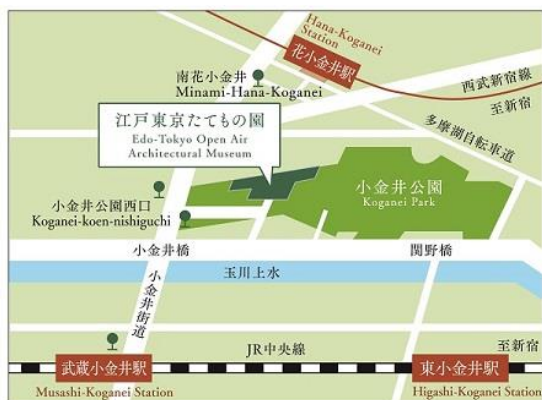 Hana-Koganei
Station
花小金井駅
南花小金井
Minami-Hana-Koganei
西武新宿線
至新宿
多摩湖自転車道
江戸東京たてもの園
Edo-Tokyo Open Air
Architectural Museum
小金井公園
Koganei Park
小金井公園西口
Koganei-koen-nishiguchi
小金井橋
関野橋
玉川上水
小金井街道
JR中央線
至新宿
武蔵小金井駅
Musashi-Koganei Station
東小金井駅
Higashi-Koganei Station